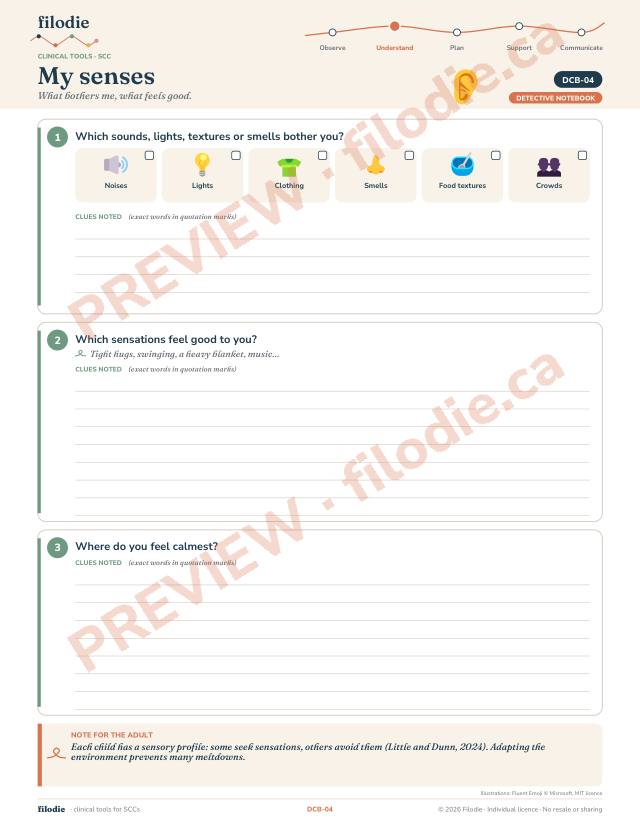 filodie
CLINICAL TOOLS · SCC
My senses
What bothers me, what feels good.
Observe
Understand
Plan
Support
Communicate
DCB-04
DETECTIVE NOTEBOOK
1
Which sounds, lights, textures or smells bother you?
Noises
Lights
Clothing
Smells
Food textures
Crowds
CLUES NOTED (exact words in quotation marks)
2
Which sensations feel good to you?
Tight hugs, swinging, a heavy blanket, music...
CLUES NOTED (exact words in quotation marks)
3
Where do you feel calmest?
CLUES NOTED (exact words in quotation marks)
PREVIEW · filodie.ca
PREVIEW · filodie.ca
NOTE FOR THE ADULT
Each child has a sensory profile: some seek sensations, others avoid them (Little and Dunn, 2024). Adapting the
environment prevents many meltdowns.
Illustrations: Fluent Emoji © Microsoft, MIT licence
filodie · clinical tools for SCCs
DCB-04
© 2026 Filodie · Individual licence · No resale or sharing